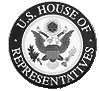 U.S. HOUSE OF
REPRESENTATIVES